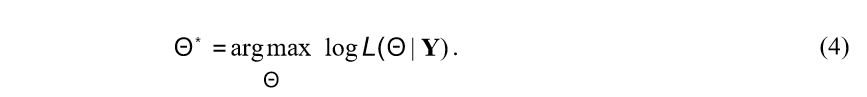 Θ* = arg max log L(Θ | Y). (4)
Θ